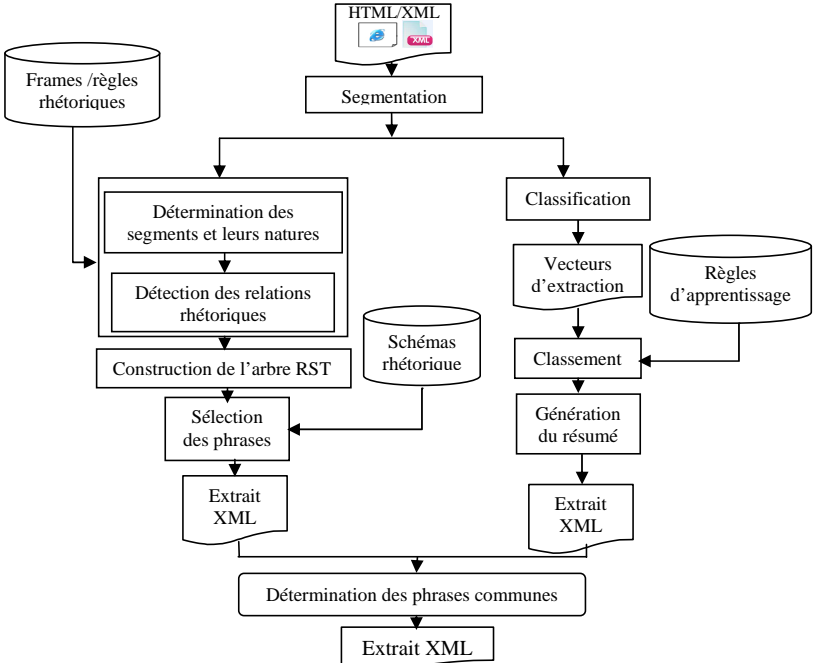 HTML/XML
XML
Segmentation
Frames /règles
rhétoriques
Détermination des
segments et leurs natures
Détection des relations
rhétoriques
Construction de l'arbre RST
Schémas
rhétorique
Sélection
des phrases
Extrait
XML
Classification
Vecteurs
d'extraction
Règles
d'apprentissage
Classement
Génération
du résumé
Extrait
XML
Détermination des phrases communes
Extrait XML